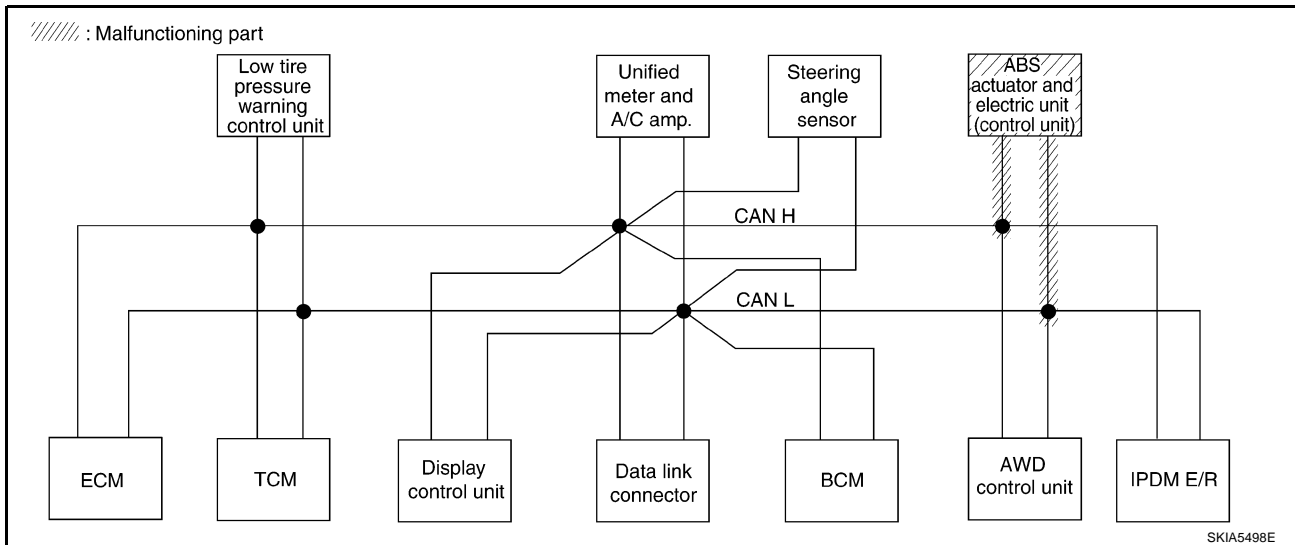 : Malfunctioning part
Low tire
pressure
warning
control unit
Unified
meter and
A/C amp.
Steering
angle
sensor
ABS
actuator and
electric unit
(control unit)
CAN H
CAN L
ECM
TCM
Display
control unit
Data link
connector
BCM
AWD
control unit
IPDM E/R
SKIA5498E